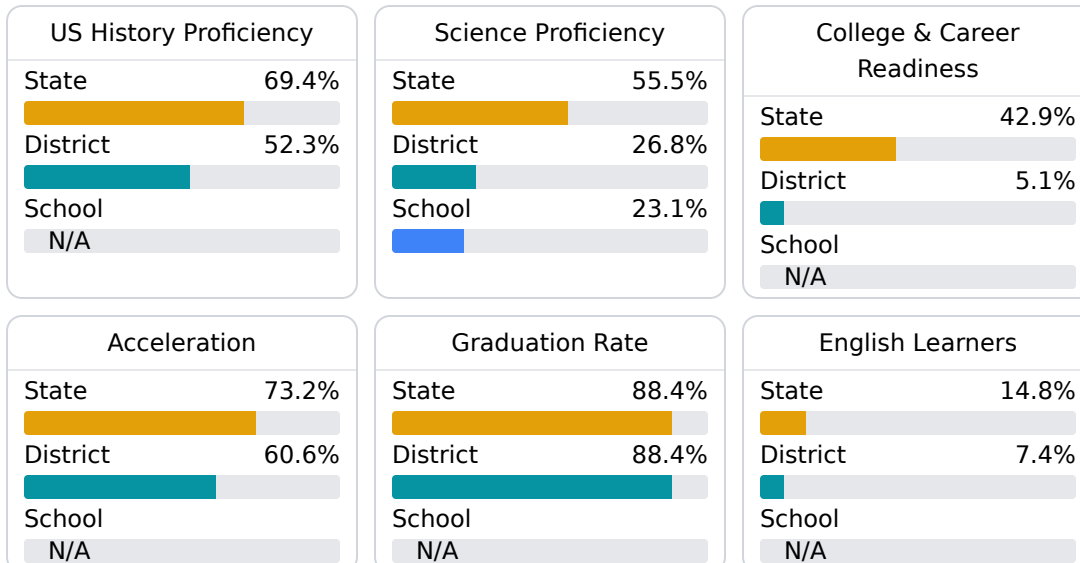 US History Proficiency
State 69.4%
District 52.3%
School
N/A
Science Proficiency
State 55.5%
District 26.8%
School 23.1%
College & Career
Readiness
State 42.9%
District 5.1%
School
N/A
Acceleration
State 73.2%
District 60.6%
School
N/A
Graduation Rate
State 88.4%
District 88.4%
School
N/A
English Learners
State 14.8%
District 7.4%
School
N/A